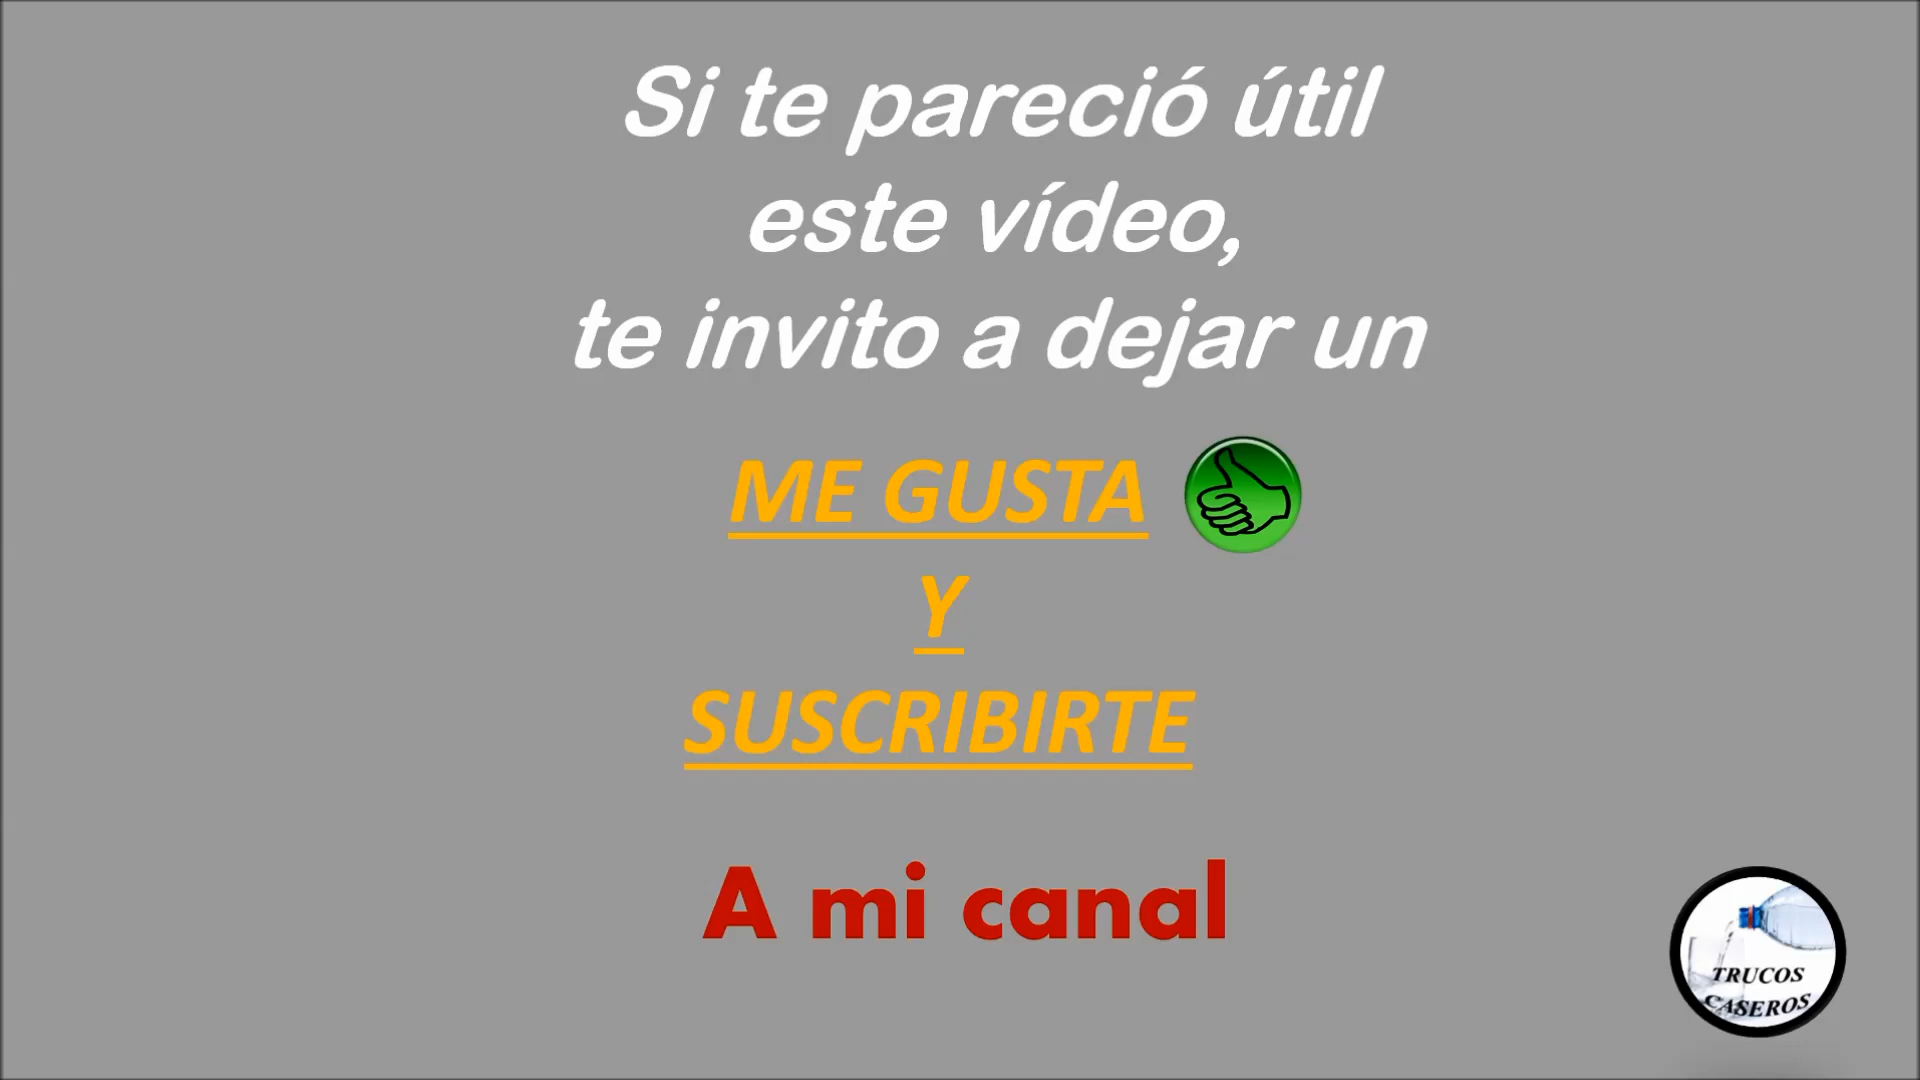 Si te pareció útil
este vídeo,
te invito a dejar un
ME GUSTA
Y
SUSCRIBIRTE
A mi canal
TRUCOS
CASEROS